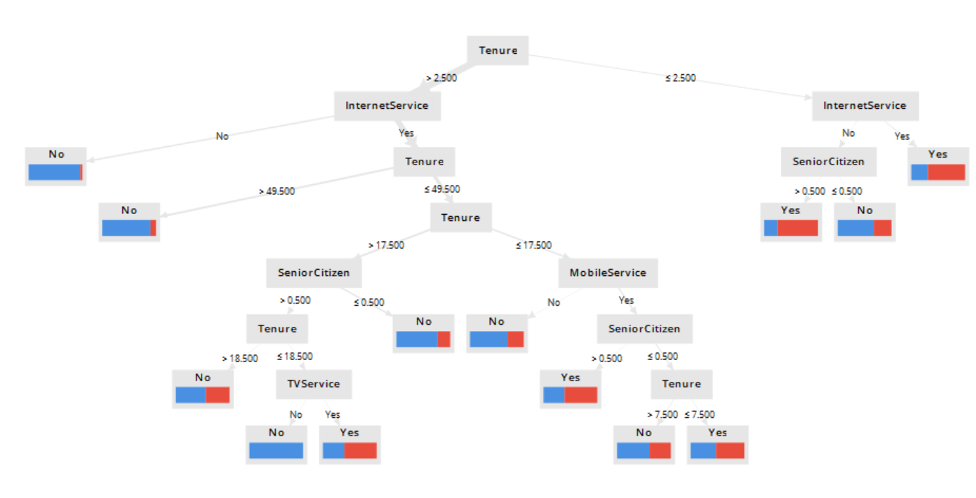 Tenure
> 2.500
≤ 2.500
InternetService
InternetService
No
Yes
No
Yes
No
Tenure
SeniorCitizen
Yes
> 49.500
≤ 49.500
> 0.500
≤ 0.500
No
Tenure
Yes
No
> 17.500
≤ 17.500
SeniorCitizen
MobileService
> 0.500
≤ 0.500
No
Yes
Tenure
No
No
SeniorCitizen
> 18.500
≤ 18.500
> 0.500
≤ 0.500
No
TVService
Yes
Tenure
No
Yes
> 7.500
≤ 7.500
No
Yes
No
Yes